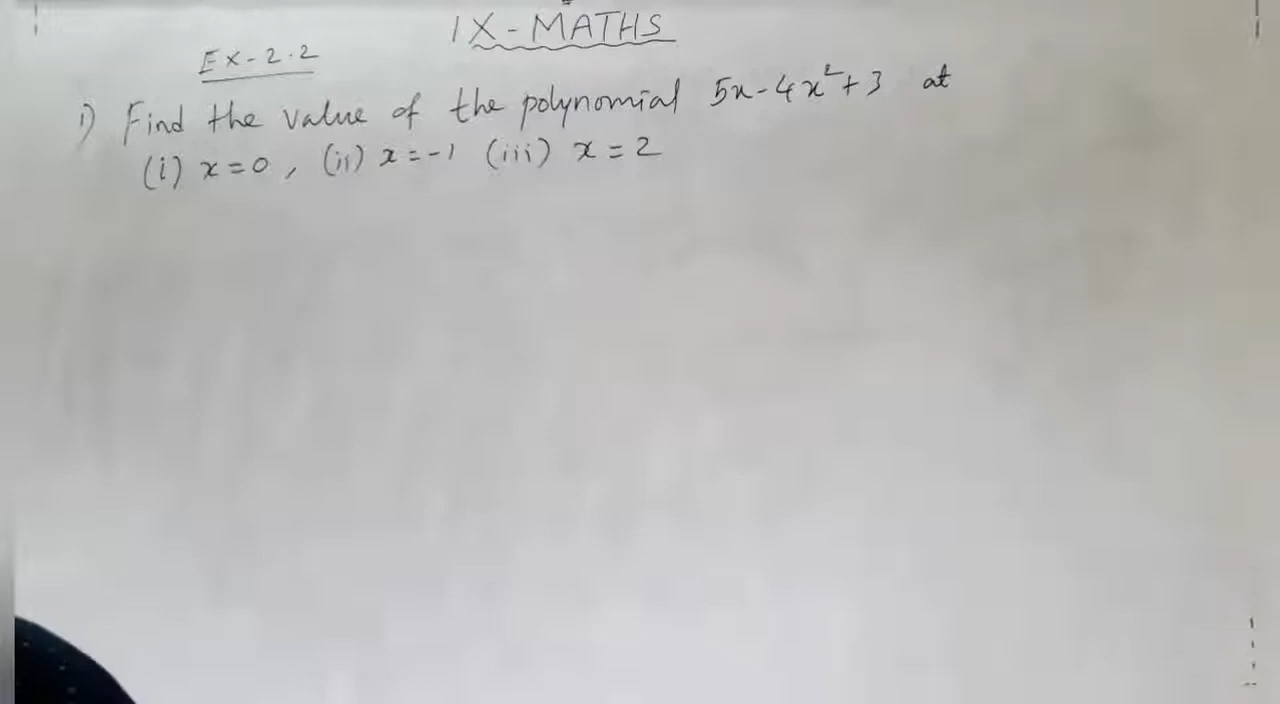 IX-MATHS
EX-2.2
1) Find the value of the polynomial 5x-4x²+3 at
(i) x=0, (ii) x=-1 (iii) x=2